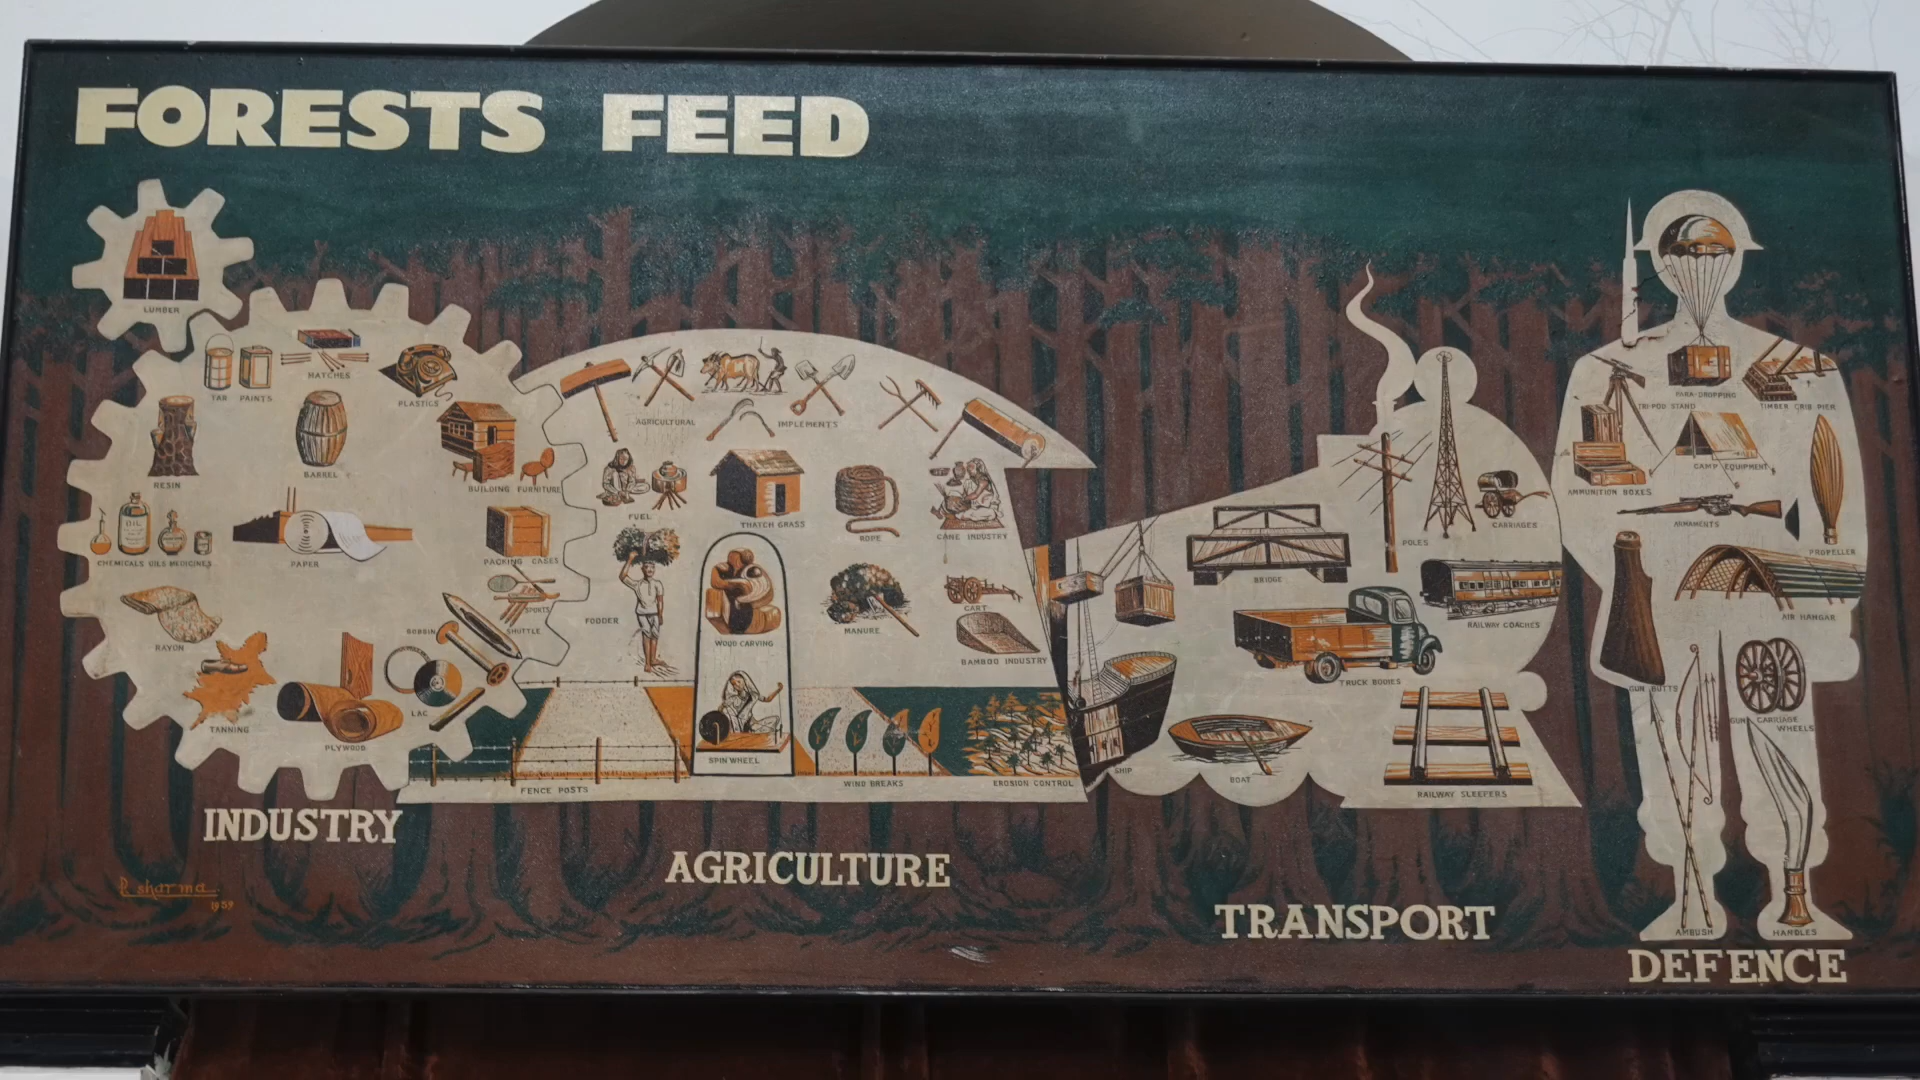 FORESTS FEED
LUMBER
TAR PAINTS
MATCHES
PLASTICS
RESIN
BARREL
BUILDING FURNITURE
OIL
CHEMICALS OILS MEDICINES
PAPER
PACKING CASES
SPORTS
RAYON
BOBBIN
SHUTTLE
TANNING
PLYWOOD
LAC
INDUSTRY
AGRICULTURAL IMPLEMENTS
FUEL
THATCH GRASS
ROPE
CANE INDUSTRY
FODDER
WOOD CARVING
MANURE
CART
BAMBOO INDUSTRY
SPIN WHEEL
FENCE POSTS
WIND BREAKS
EROSION CONTROL
AGRICULTURE
POLES
CARRIAGES
BRIDGE
RAILWAY COACHES
TRUCK BODIES
SHIP
BOAT
RAILWAY SLEEPERS
TRANSPORT
PARA-DROPPING
TRI-POD STAND
TIMBER CRIB PIER
CAMP EQUIPMENT
AMMUNITION BOXES
ARMAMENTS
PROPELLER
AIR HANGAR
GUN BUTTS
GUN CARRIAGE
WHEELS
AMBUSH
HANDLES
DEFENCE
R sharma
1959